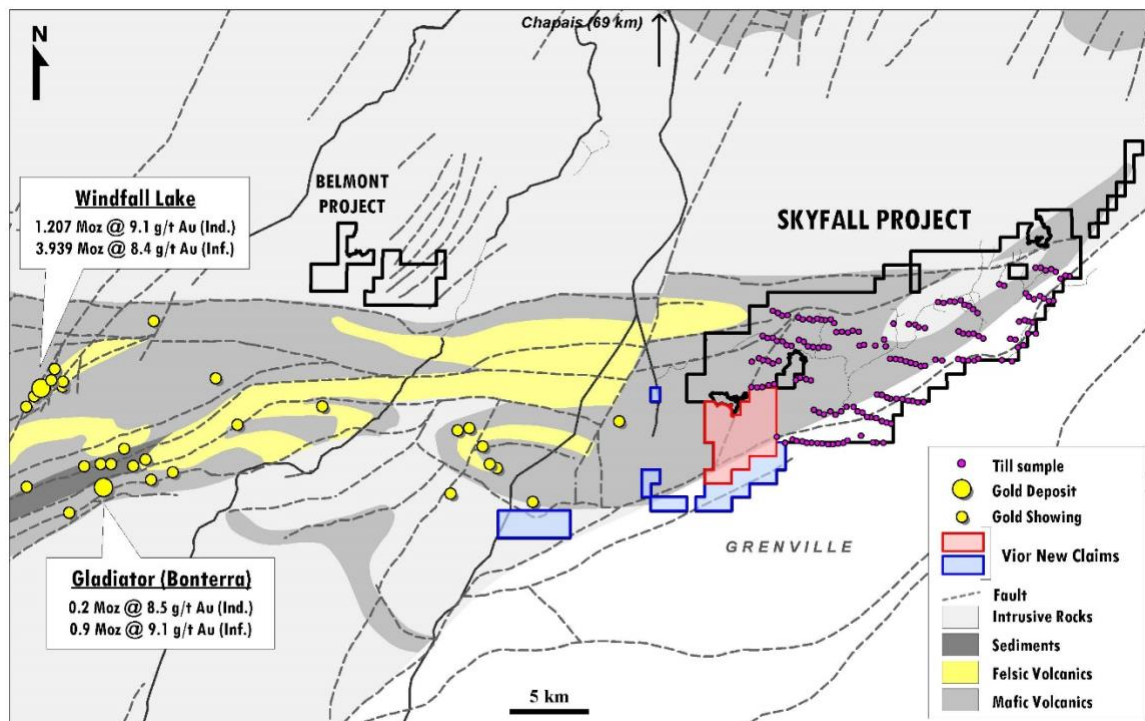 Chapais (69 km)
N
Windfall Lake
1.207 Moz @ 9.1 g/t Au (Ind.)
3.939 Moz @ 8.4 g/t Au (Inf.)
BELMONT
PROJECT
SKYFALL PROJECT
Gladiator (Bonterra)
0.2 Moz @ 8.5 g/t Au (Ind.)
0.9 Moz @ 9.1 g/t Au (Inf.)
GRENVILLE
5 km
Till sample
Gold Deposit
Gold Showing
Vior New Claims
Fault
Intrusive Rocks
Sediments
Felsic Volcanics
Mafic Volcanics